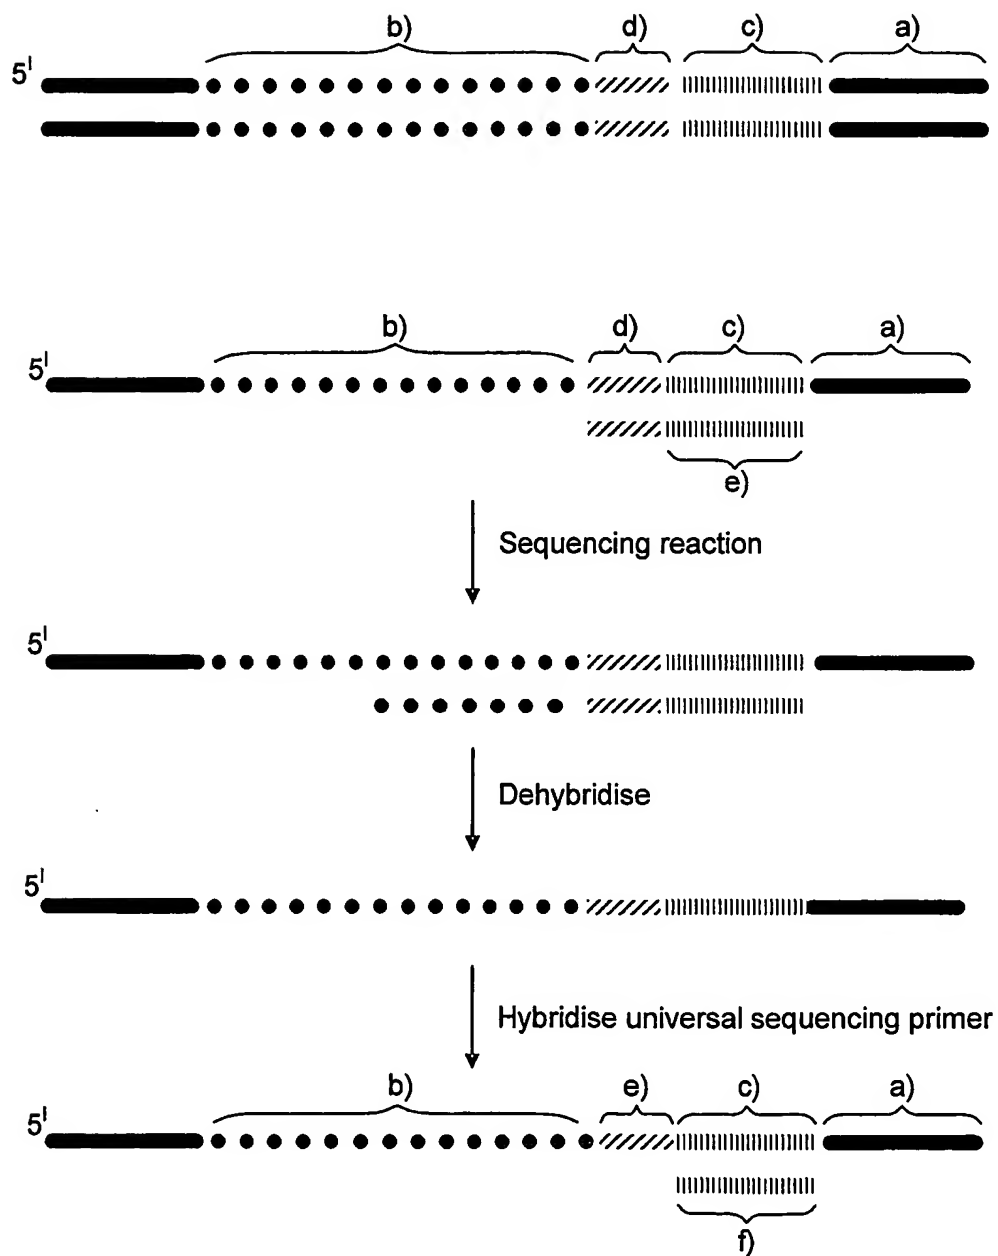 b) d) c) a)
5'
b) d) c) a)
5'
e)
Sequencing reaction
5'
Dehybridise
5'
Hybridise universal sequencing primer
b) e) c) a)
5'
f)